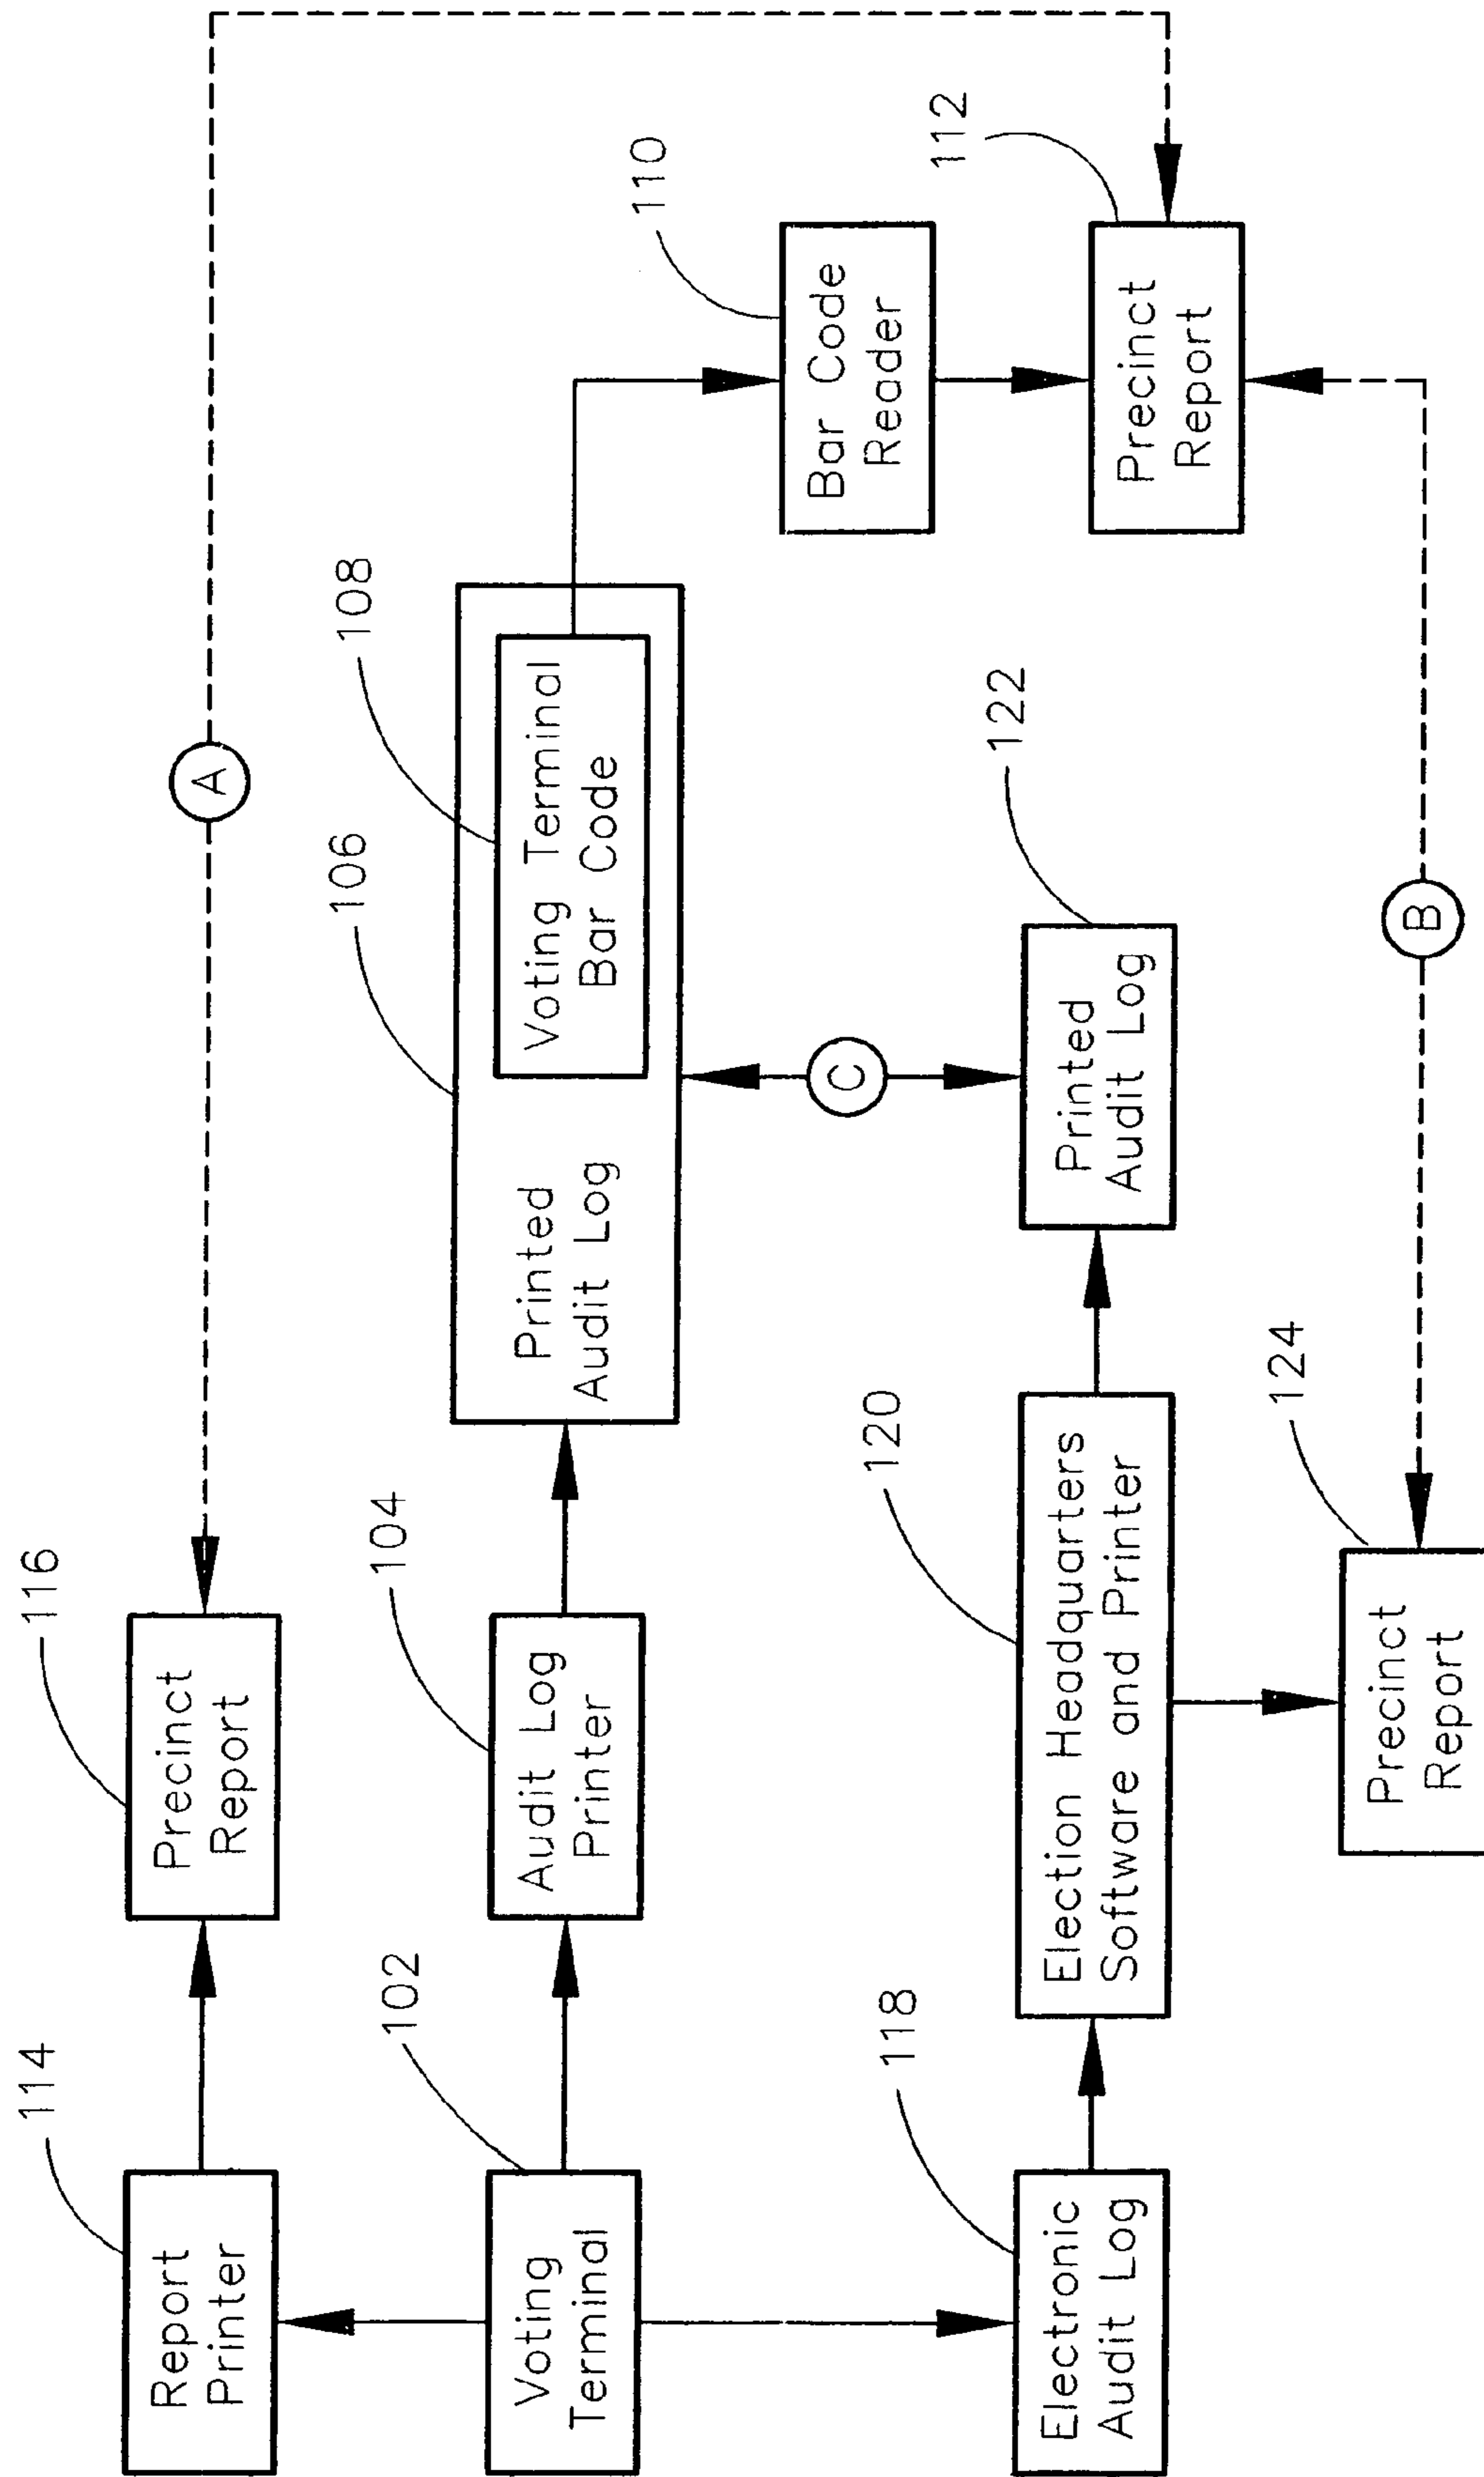 A
114
Report
Printer
116
Precinct
Report
102
Voting
Terminal
104
Audit Log
Printer
106
Printed
Audit Log
108
Voting Terminal
Bar Code
110
Bar Code
Reader
112
Precinct
Report
C
118
Electronic
Audit Log
120
Election Headquarters
Software and Printer
122
Printed
Audit Log
124
Precinct
Report
B